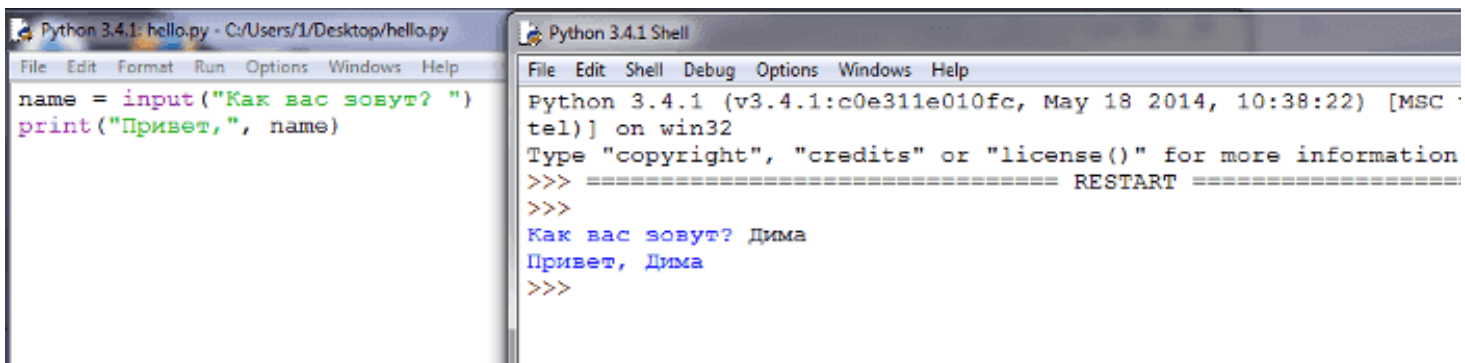 Python 3.4.1: hello.py - C:/Users/1/Desktop/hello.py
File Edit Format Run Options Windows Help
name = input("Как вас зовут? ")
print("Привет,", name)
Python 3.4.1 Shell
File Edit Shell Debug Options Windows Help
Python 3.4.1 (v3.4.1:c0e311e010fc, May 18 2014, 10:38:22) [MSC
tel)] on win32
Type "copyright", "credits" or "license()" for more information
>>> ================================ RESTART ==================
>>>
Как вас зовут? Дима
Привет, Дима
>>>